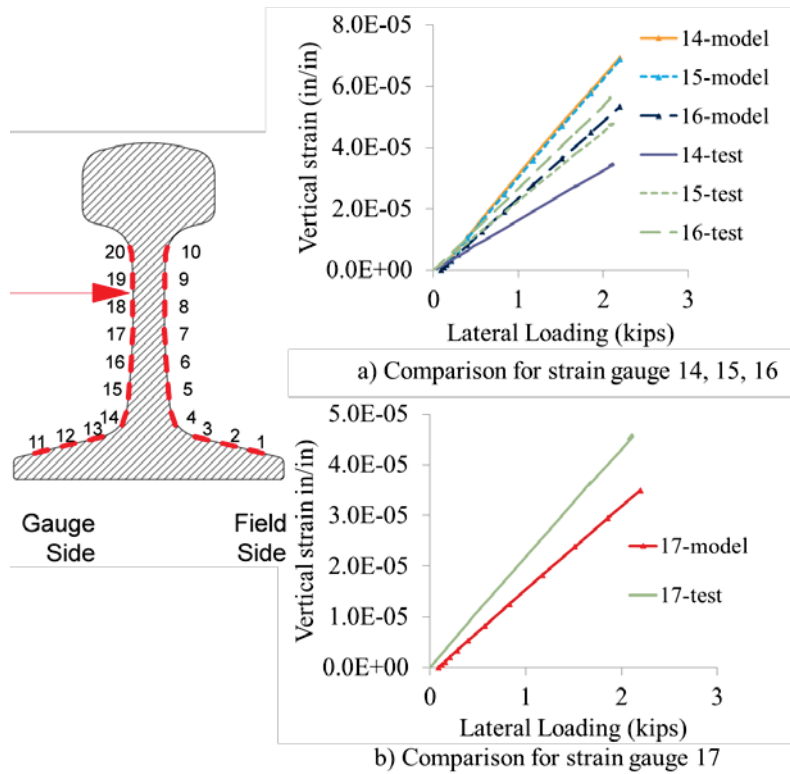 8.0E-05
6.0E-05
4.0E-05
2.0E-05
0.0E+00
Vertical strain (in/in)
0 1 2 3
Lateral Loading (kips)
14-model
15-model
16-model
14-test
15-test
16-test
a) Comparison for strain gauge 14, 15, 16
20 10
19 9
18 8
17 7
16 6
15 5
14 4
13 3
12 2
11 1
Gauge Side
Field Side
5.0E-05
4.0E-05
3.0E-05
2.0E-05
1.0E-05
0.0E+00
Vertical strain in/in)
0 1 2 3
Lateral Loading (kips)
17-model
17-test
b) Comparison for strain gauge 17